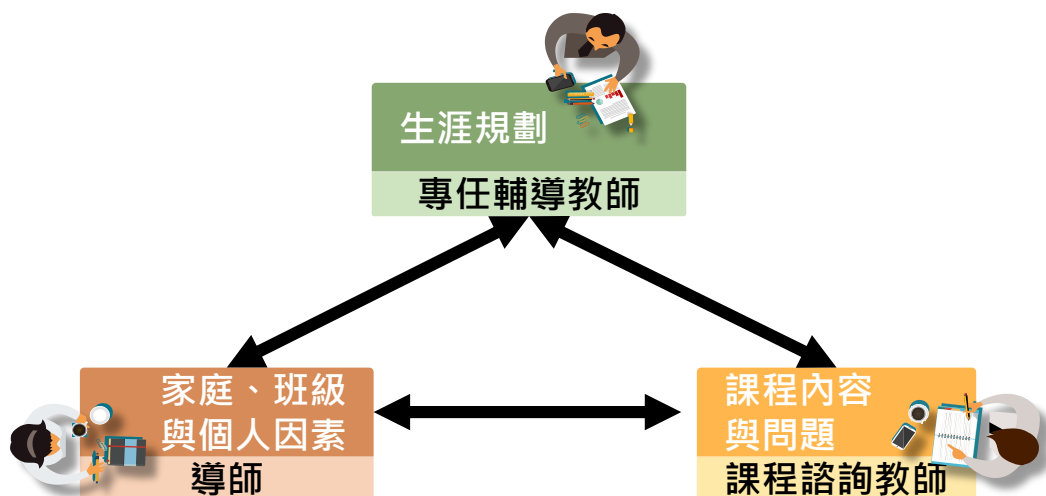 生涯規劃
專任輔導教師
家庭、班級
與個人因素
導師
課程內容
與問題
課程諮詢教師